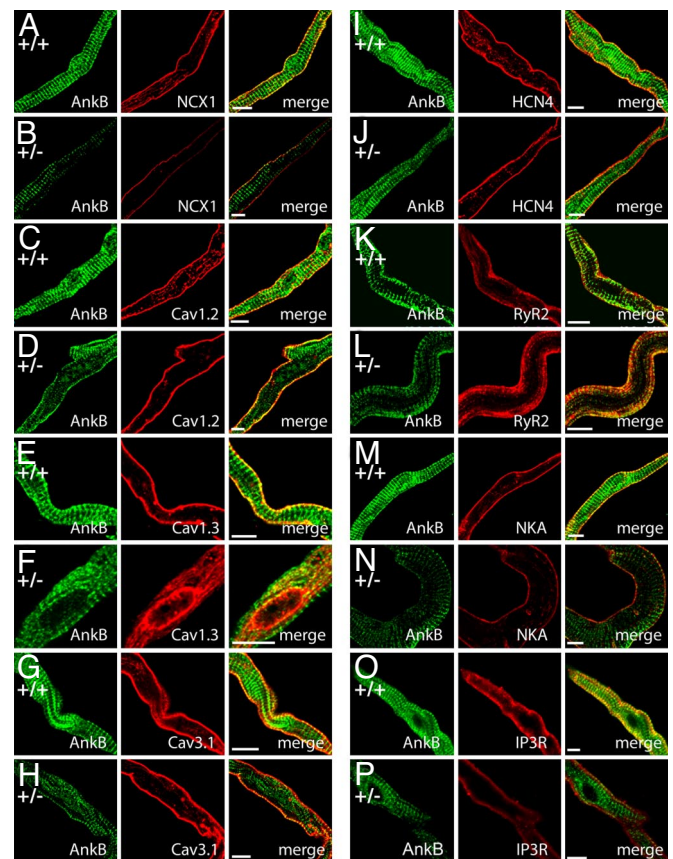 A
+/+
AnkB
NCX1
merge
B
+/-
AnkB
NCX1
merge
C
+/+
AnkB
Cav1.2
merge
D
+/-
AnkB
Cav1.2
merge
E
+/+
AnkB
Cav1.3
merge
F
+/-
AnkB
Cav1.3
merge
G
+/+
AnkB
Cav3.1
merge
H
+/-
AnkB
Cav3.1
merge
I
+/+
AnkB
HCN4
merge
J
+/-
AnkB
HCN4
merge
K
+/+
AnkB
RyR2
merge
L
+/-
AnkB
RyR2
merge
M
+/+
AnkB
NKA
merge
N
+/-
AnkB
NKA
merge
O
+/+
AnkB
IP3R
merge
P
+/-
AnkB
IP3R
merge